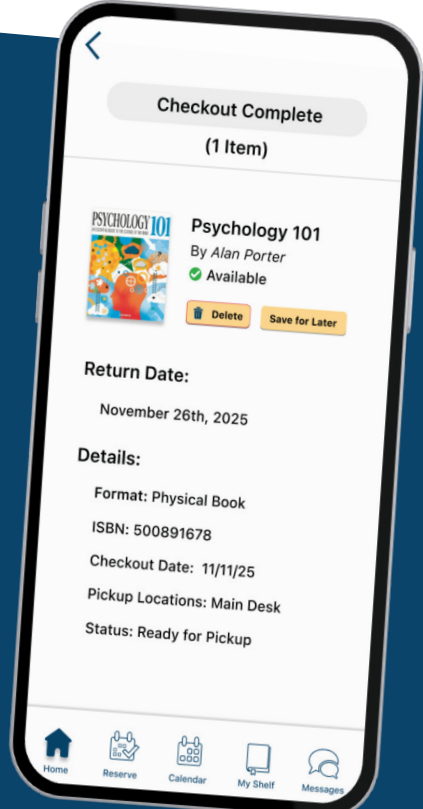 Checkout Complete
(1 Item)
PSYCHOLOGY 101
Psychology 101
By Alan Porter
Available
Delete
Save for Later
Return Date:
November 26th, 2025
Details:
Format: Physical Book
ISBN: 500891678
Checkout Date: 11/11/25
Pickup Locations: Main Desk
Status: Ready for Pickup
Home
Reserve
Calendar
My Shelf
Messages